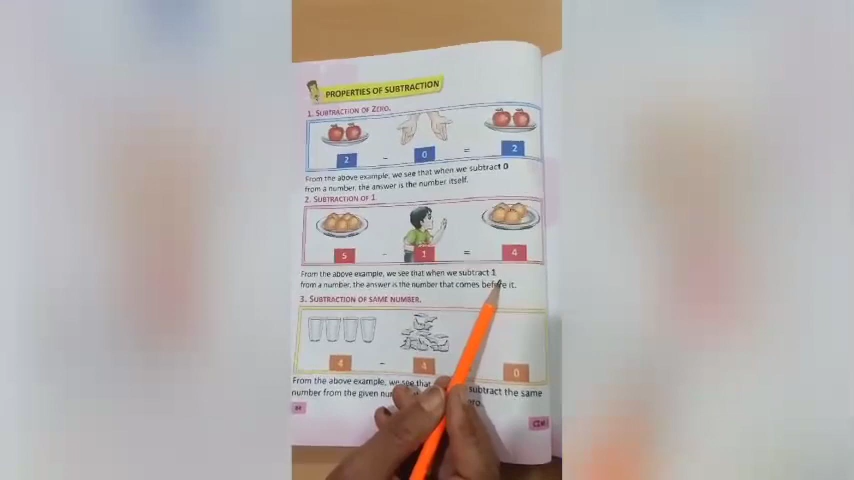 PROPERTIES OF SUBTRACTION
1. SUBTRACTION OF ZERO.
2 - 0 = 2
From the above example, we see that when we subtract 0
from a number, the answer is the number itself.
2. SUBTRACTION OF 1.
5 - 1 = 4
From the above example, we see that when we subtract 1
from a number, the answer is the number that comes before it.
3. SUBTRACTION OF SAME NUMBER.
4 - 4 0
From the above example, we see that subtract the same
number from the given